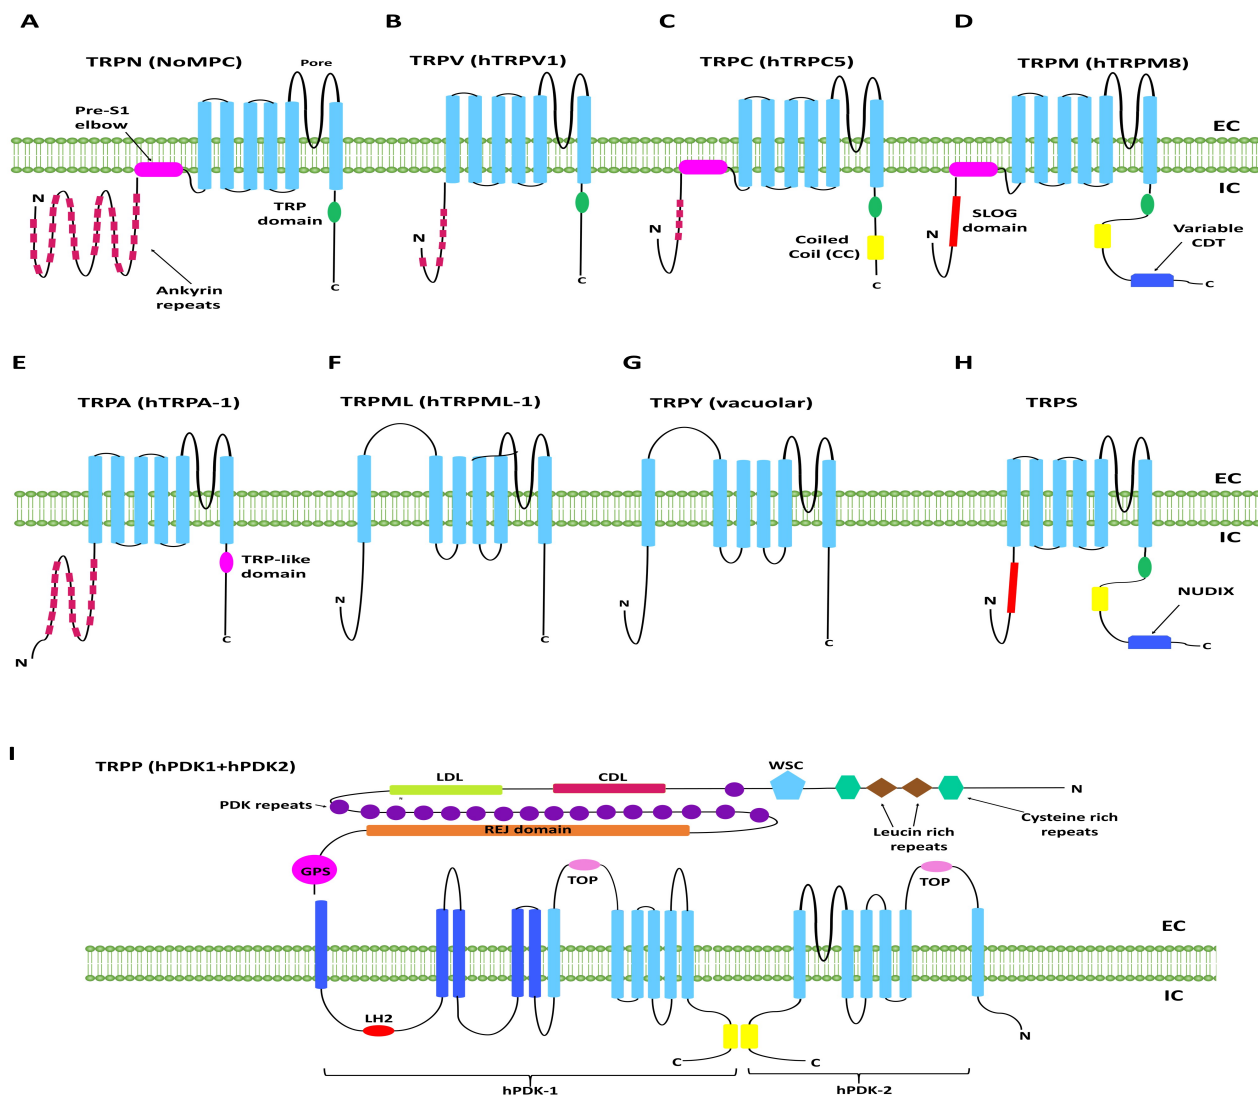 A
B
C
D
TRPN (NoMPC)
Pore
TRPV (hTRPV1)
TRPC (hTRPC5)
TRPM (hTRPM8)
Pre-S1
elbow
EC
IC
N
TRP
domain
N
N
Coiled
Coil (CC)
N
SLOG
domain
Variable
CDT
Ankyrin
repeats
C
C
C
C
E
F
G
H
TRPA (hTRPA-1)
TRPML (hTRPML-1)
TRPY (vacuolar)
TRPS
EC
IC
TRP-like
domain
N
C
N
C
N
C
N
NUDIX
C
I
TRPP (hPDK1+hPDK2)
LDL
CDL
WSC
N
PDK repeats
REJ domain
Leucin rich
repeats
Cysteine rich
repeats
GPS
TOP
TOP
EC
IC
LH2
N
C
C
hPDK-1
hPDK-2